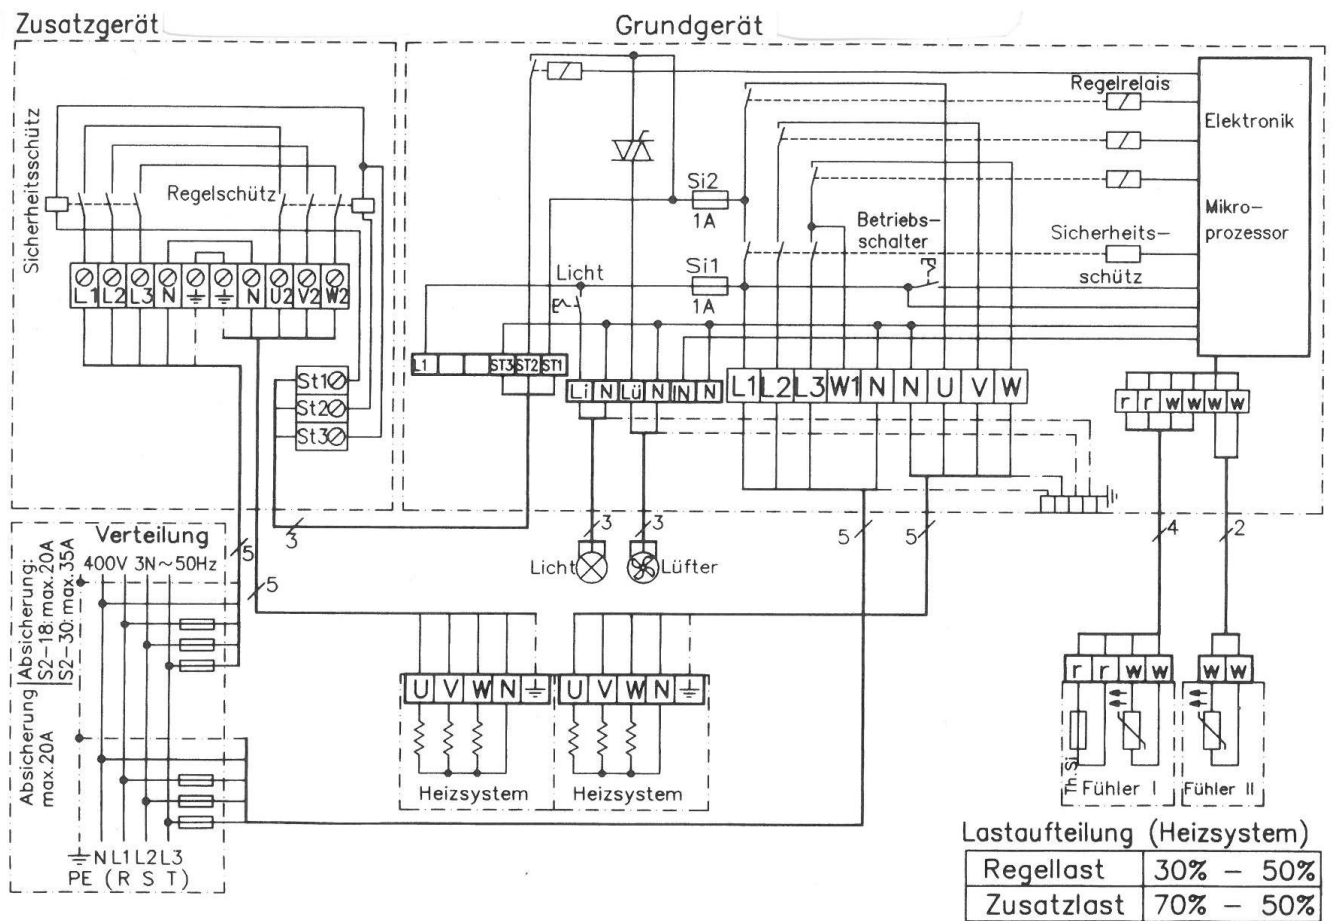 Zusatzgerät
Grundgerät
Sicherheitsschütz
Regelschütz
L1 L2 L3 N N U2 V2 W2
St1
St2
St3
Regelrelais
Elektronik
Mikro-
prozessor
Si2
1A
Betriebs-
schalter
Sicherheits-
schütz
Licht
Si1
1A
L1 ST3 ST2 ST1
Li N Lü N IN N
L1 L2 L3 W1 N N U V W
r r w w w w
3
3
3
5
5
4
2
Licht
Lüfter
Verteilung
400V 3N~50Hz
5
5
Absicherung:
S2-18: max.20A
S2-30: max.35A
Absicherung
max.20A
N L1 L2 L3
PE (R S T)
U V W N
Heizsystem
U V W N
Heizsystem
r r w w
Th.Si
Fühler I
w w
Fühler II
Lastaufteilung (Heizsystem)
Regellast 30% - 50%
Zusatzlast 70% - 50%